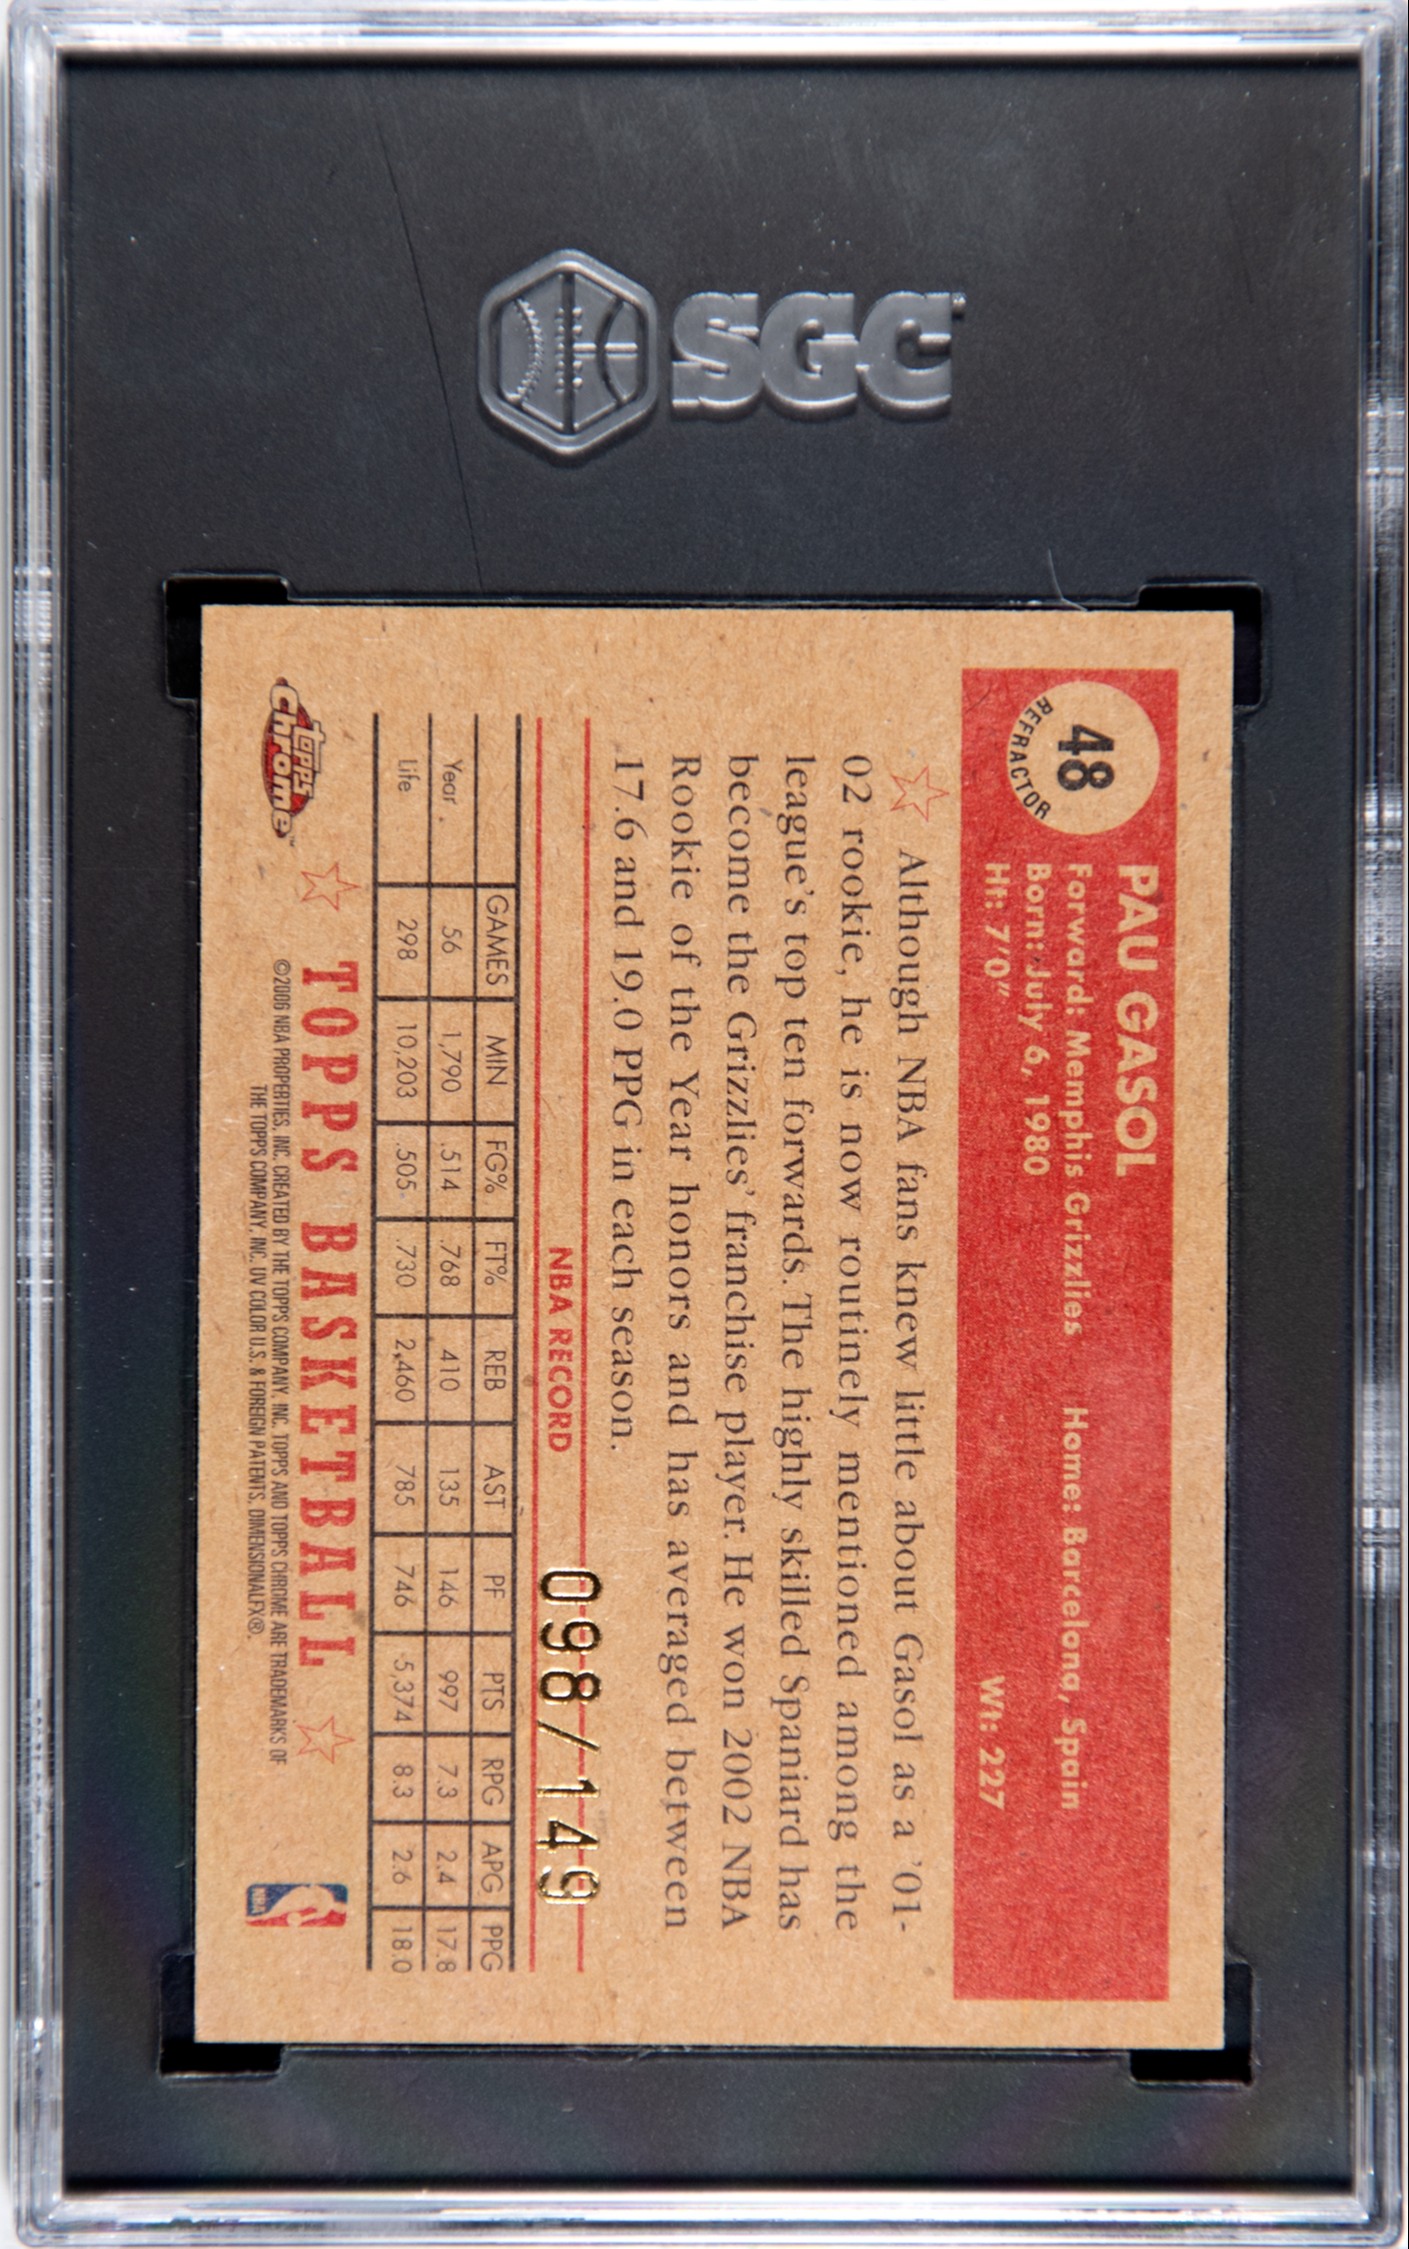 SGC
48
REFRACTOR
PAU GASOL
Forward: Memphis Grizzlies Home: Barcelona, Spain
Born: July 6, 1980
Ht: 7'0" Wt: 227
Although NBA fans knew little about Gasol as a '01-
02 rookie, he is now routinely mentioned among the
league's top ten forwards. The highly skilled Spaniard has
become the Grizzlies' franchise player. He won 2002 NBA
Rookie of the Year honors and has averaged between
17.6 and 19.0 PPG in each season.
098/149
NBA RECORD
GAMES MIN FG% FT% REB AST PF PTS RPG APG PPG
Year 56 1,790 .514 .768 410 135 146 997 7.3 2.4 17.8
Life 298 10,203 .505 .730 2,460 785 746 5,374 8.3 2.6 18.0
topps
Chrome™
TOPPS BASKETBALL
©2006 NBA PROPERTIES, INC. CREATED BY THE TOPPS COMPANY, INC. TOPPS AND TOPPS CHROME ARE TRADEMARKS OF
THE TOPPS COMPANY, INC. UV COLOR U.S. & FOREIGN PATENTS. DIMENSIONALFX®.
NBA